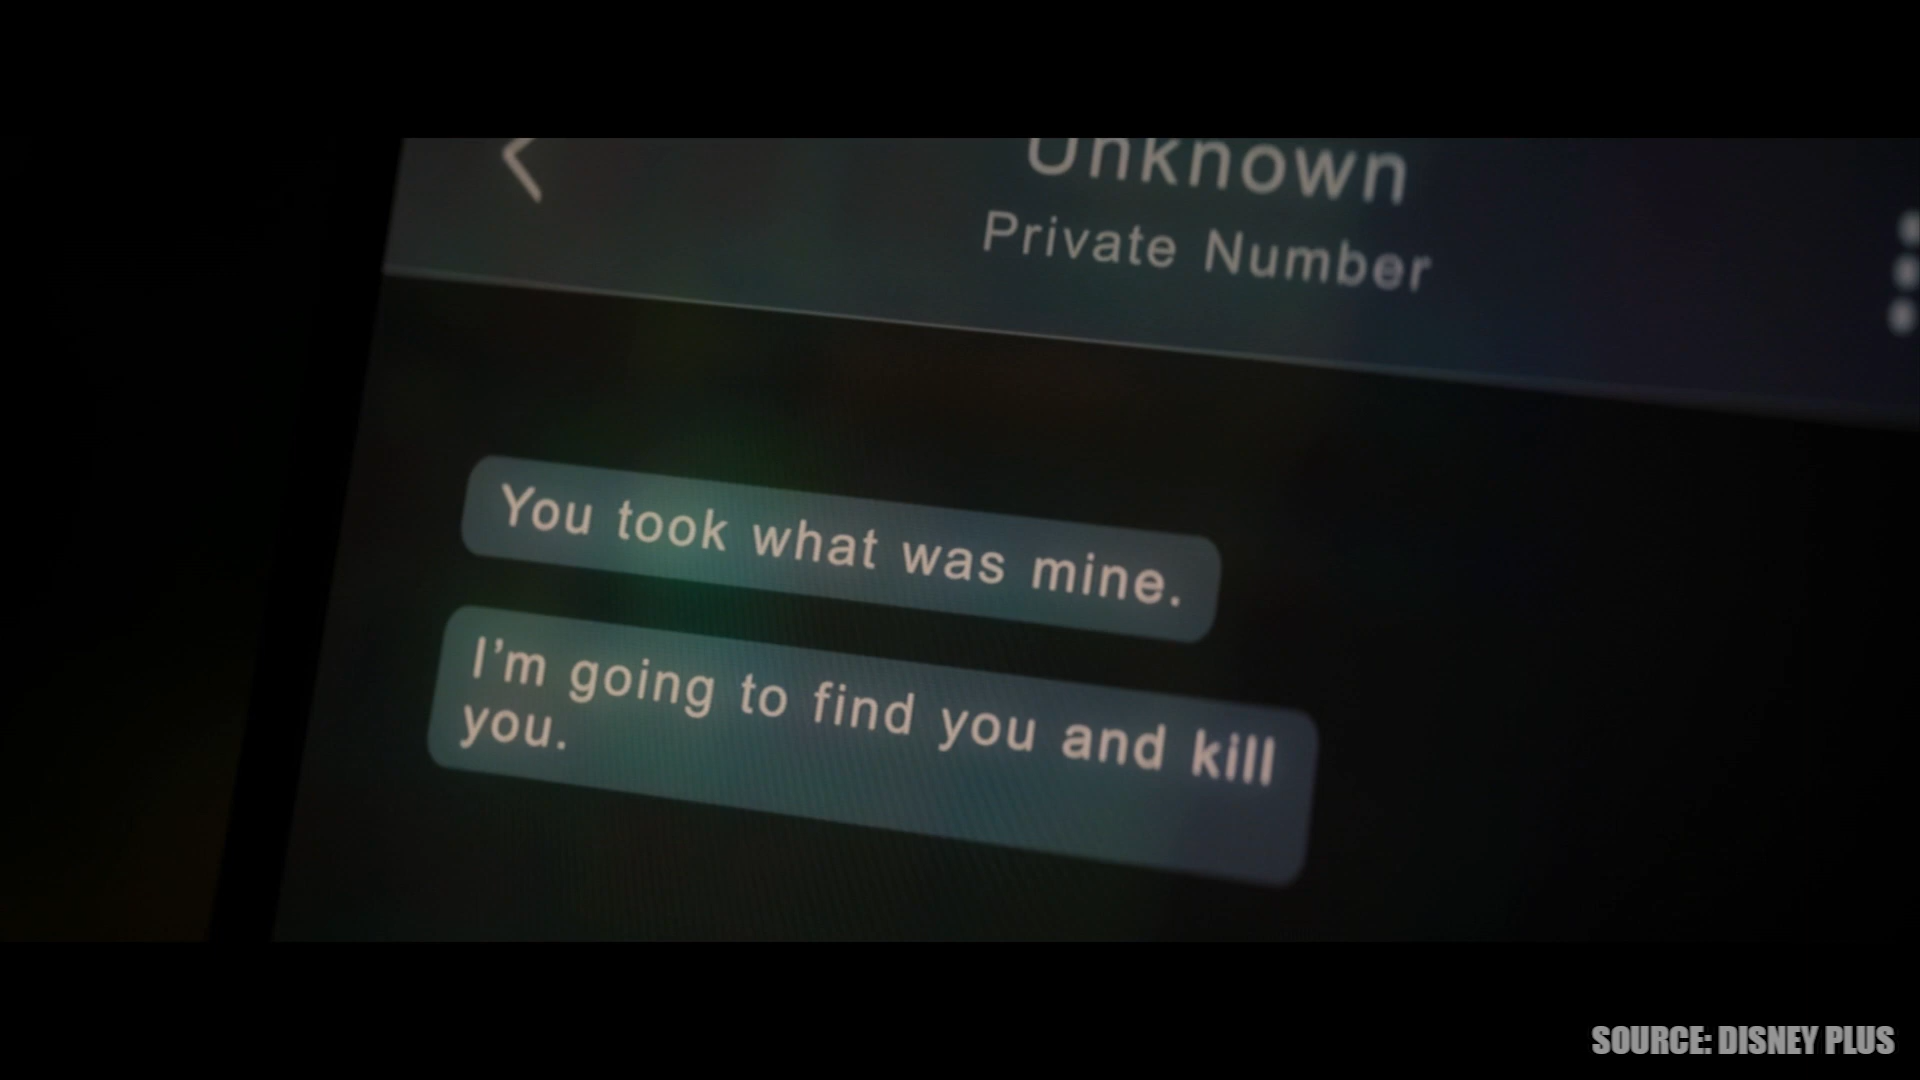 Unknown
Private Number
You took what was mine.
I'm going to find you and kill
you.
SOURCE: DISNEY PLUS